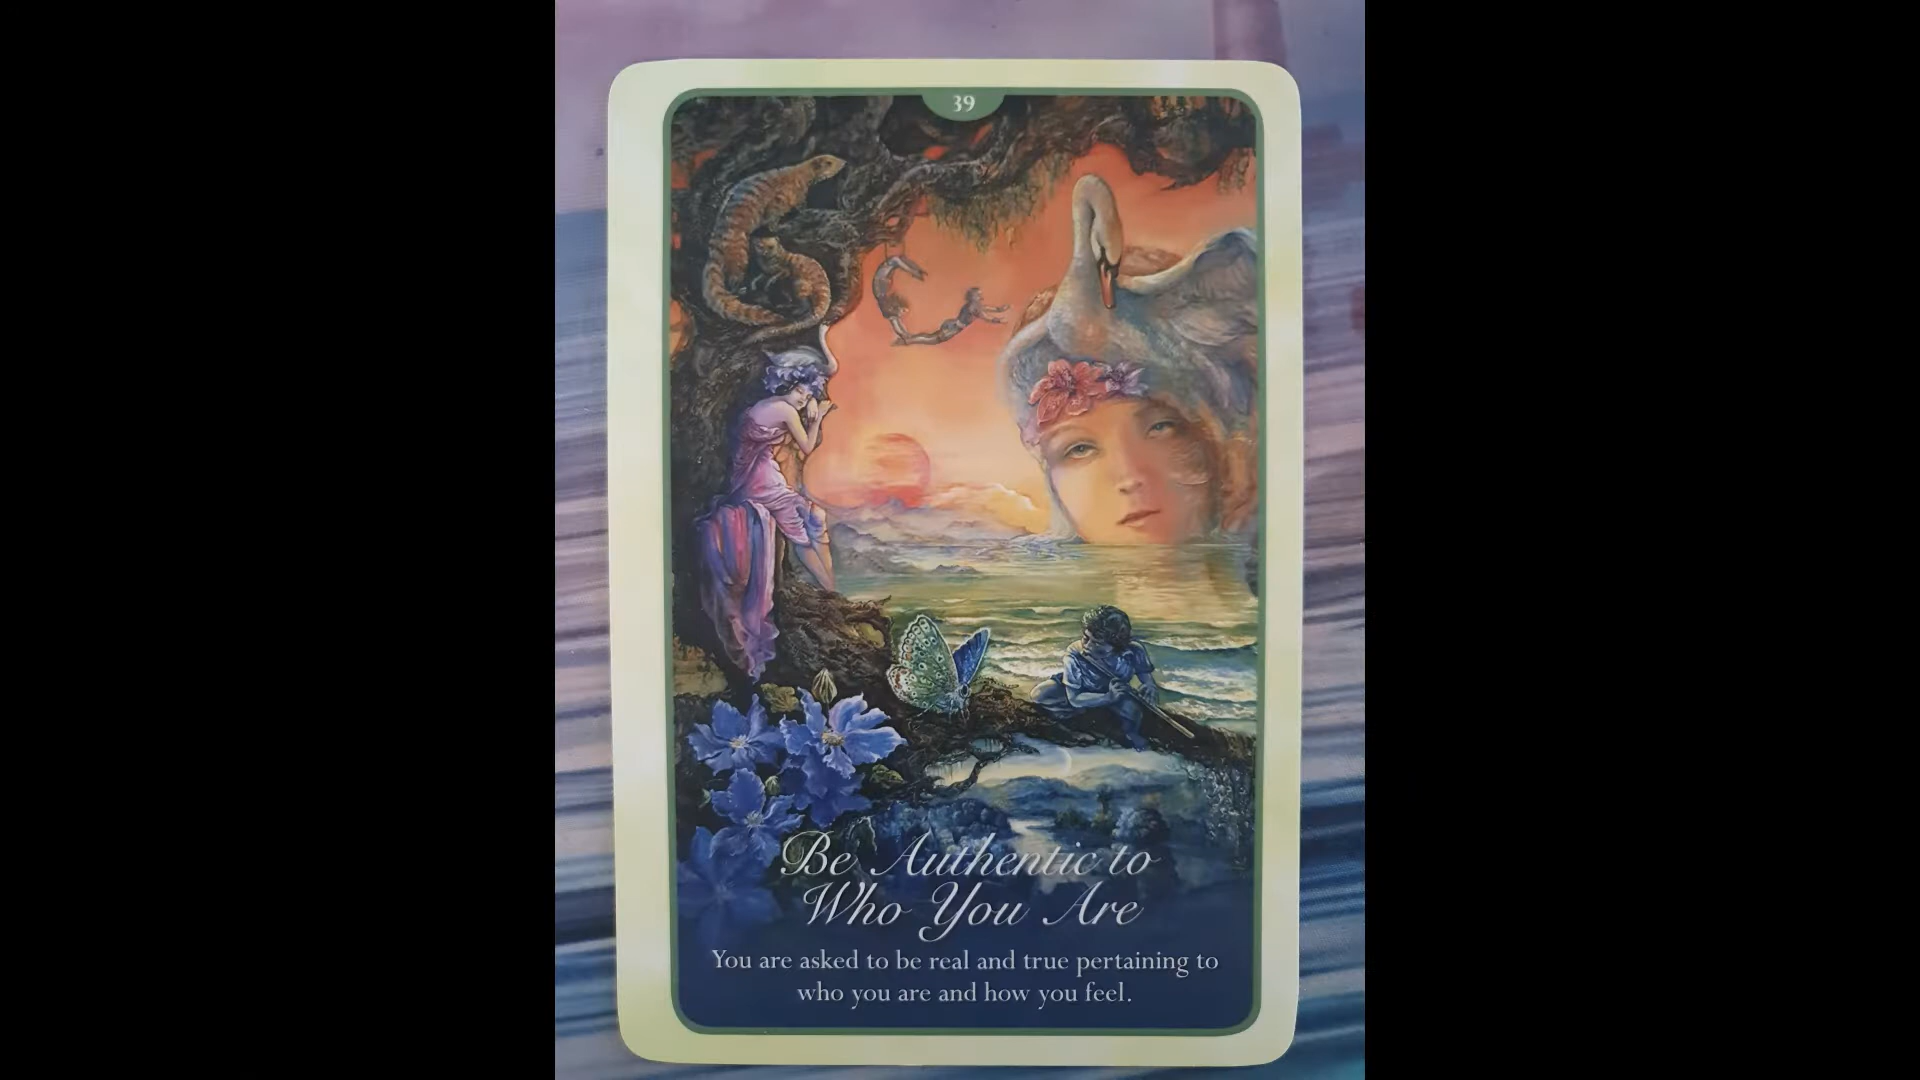 39
Be Authentic to
Who You Are
You are asked to be real and true pertaining to
who you are and how you feel.